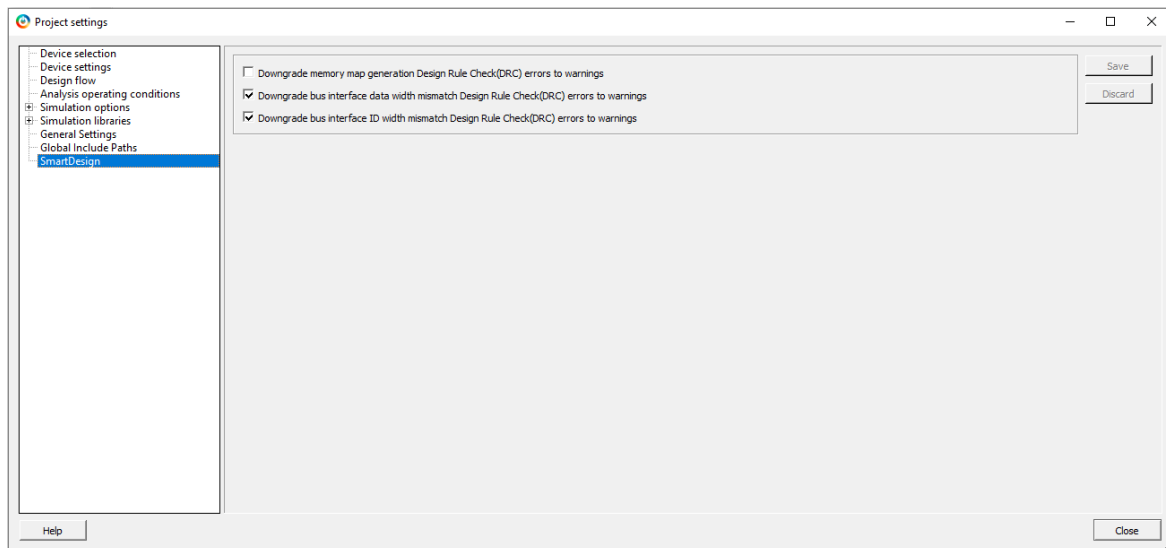 Project settings
Device selection
Device settings
Design flow
Analysis operating conditions
Simulation options
Simulation libraries
General Settings
Global Include Paths
SmartDesign
Downgrade memory map generation Design Rule Check(DRC) errors to warnings
Downgrade bus interface data width mismatch Design Rule Check(DRC) errors to warnings
Downgrade bus interface ID width mismatch Design Rule Check(DRC) errors to warnings
Save
Discard
Help
Close